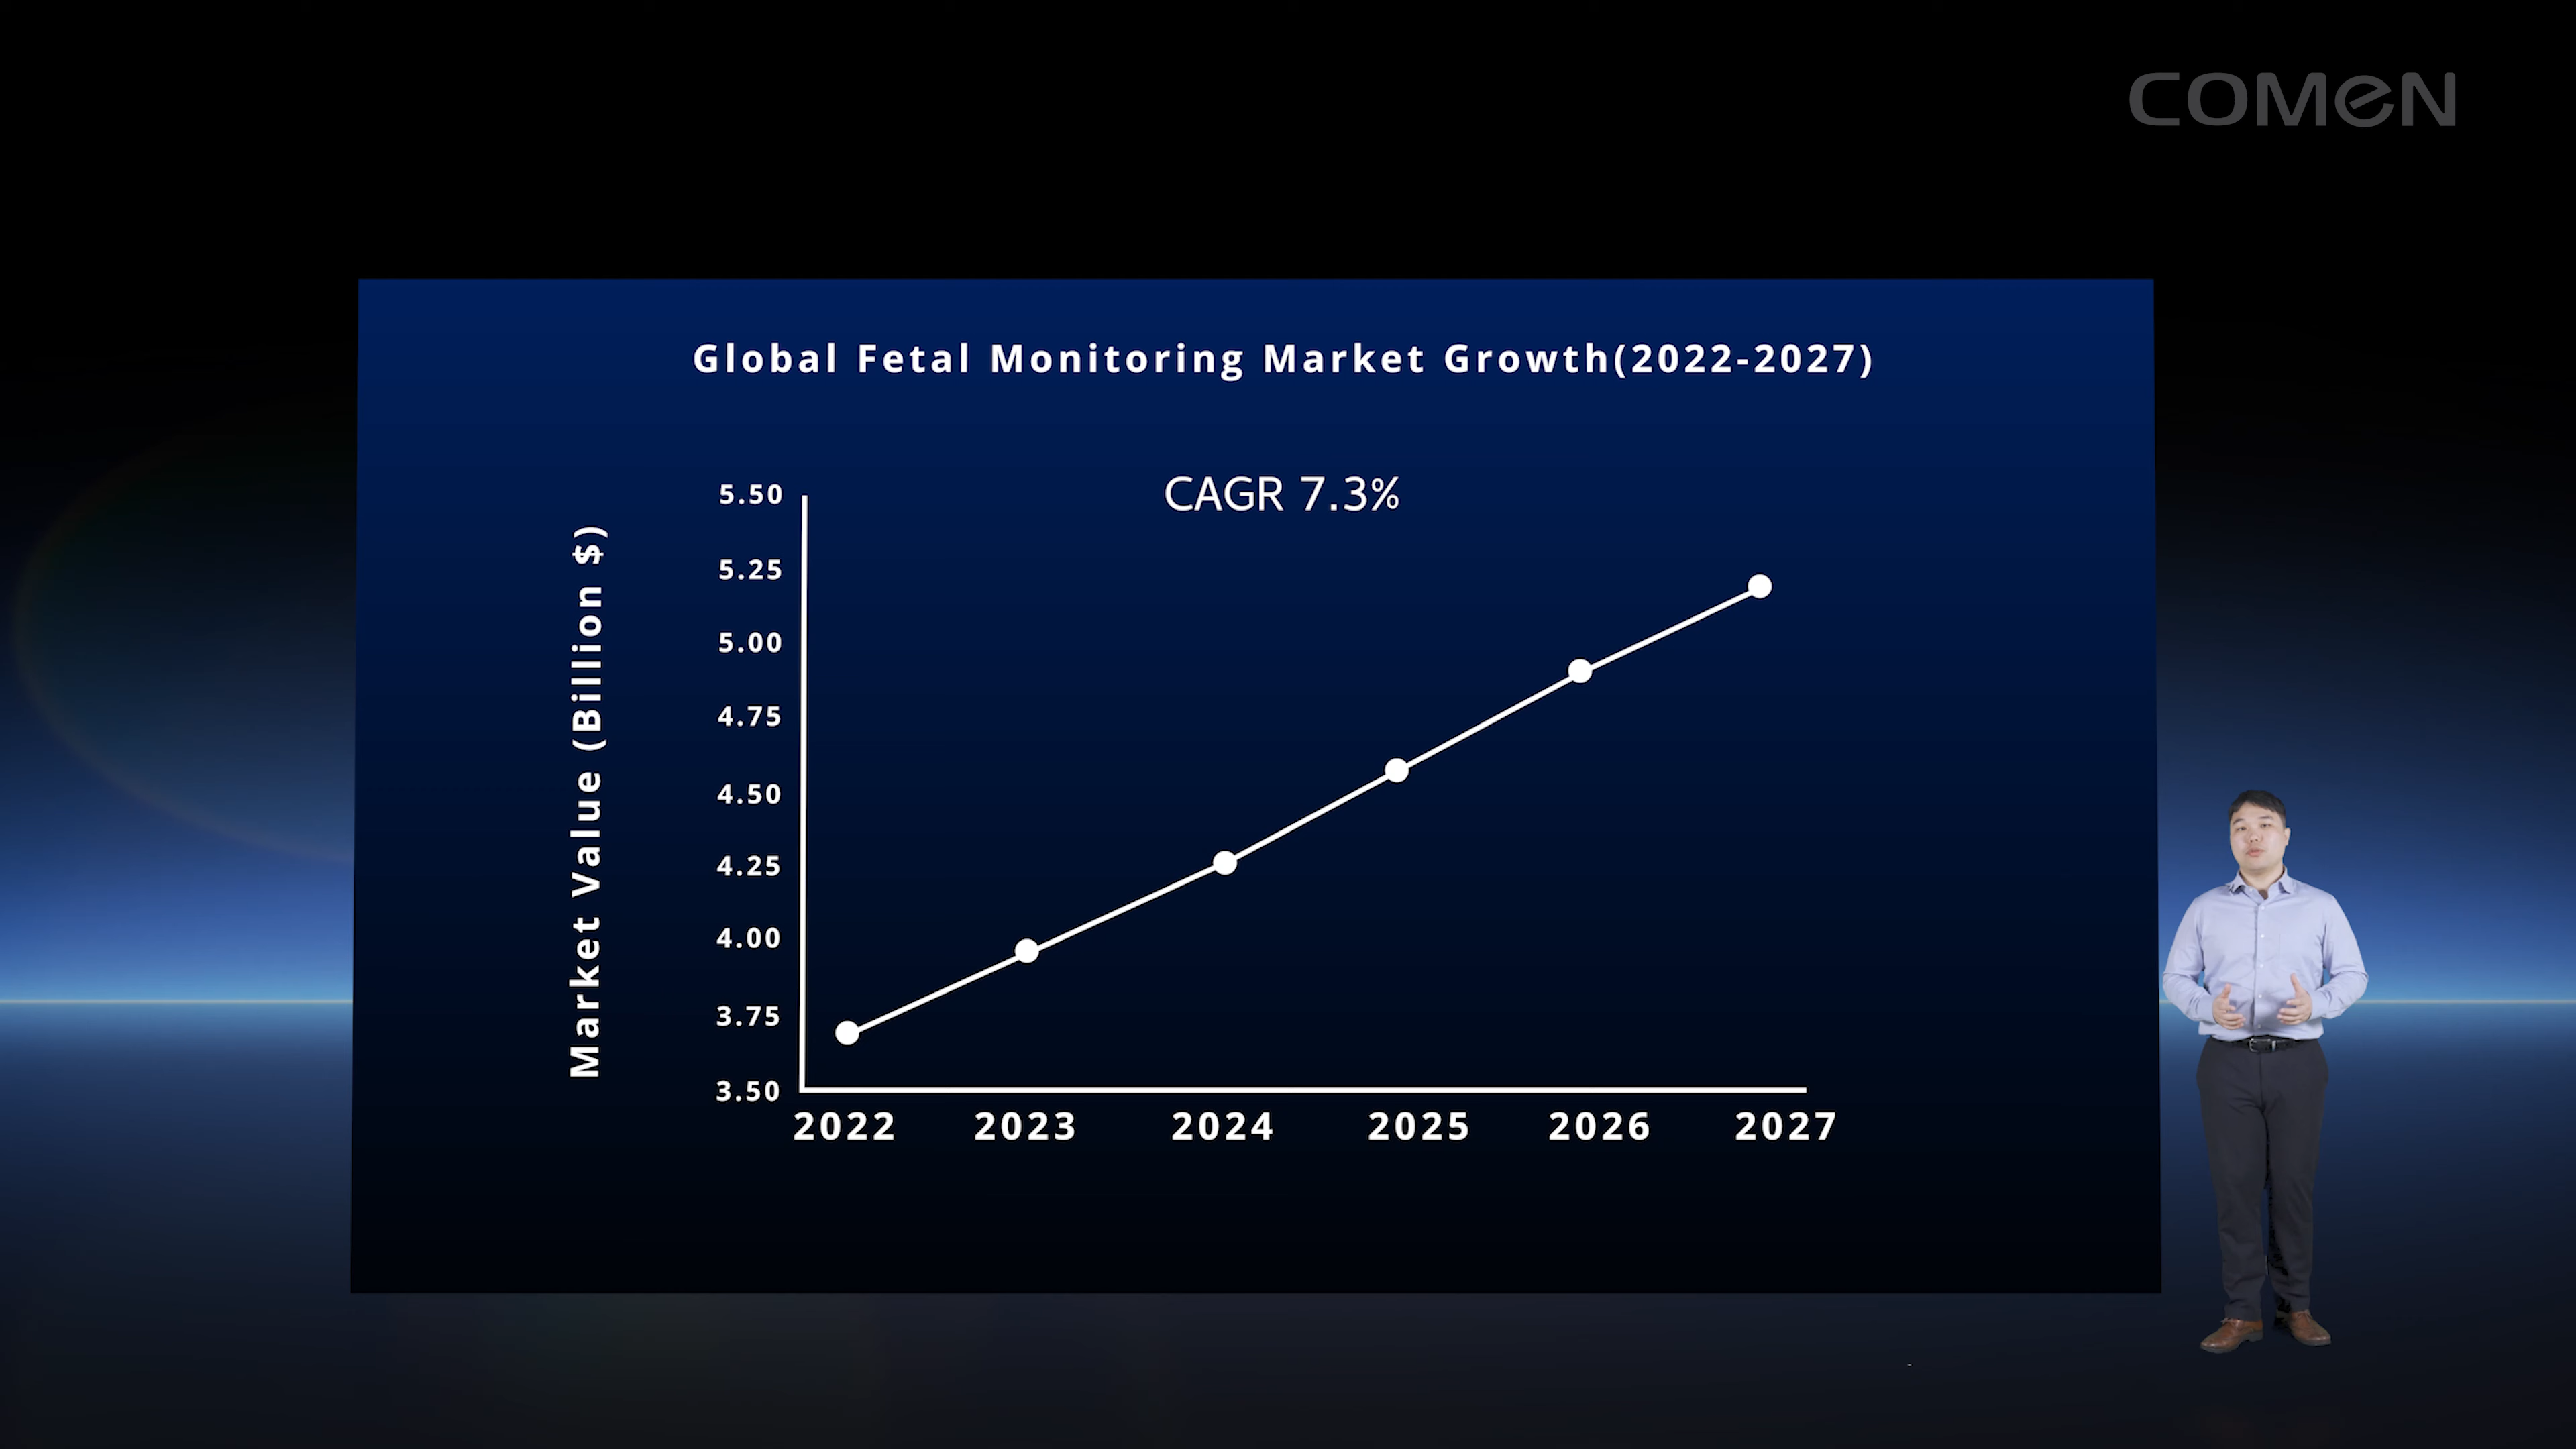 COMEN
Global Fetal Monitoring Market Growth(2022-2027)
CAGR 7.3%
Market Value (Billion $)
5.50
5.25
5.00
4.75
4.50
4.25
4.00
3.75
3.50
2022 2023 2024 2025 2026 2027